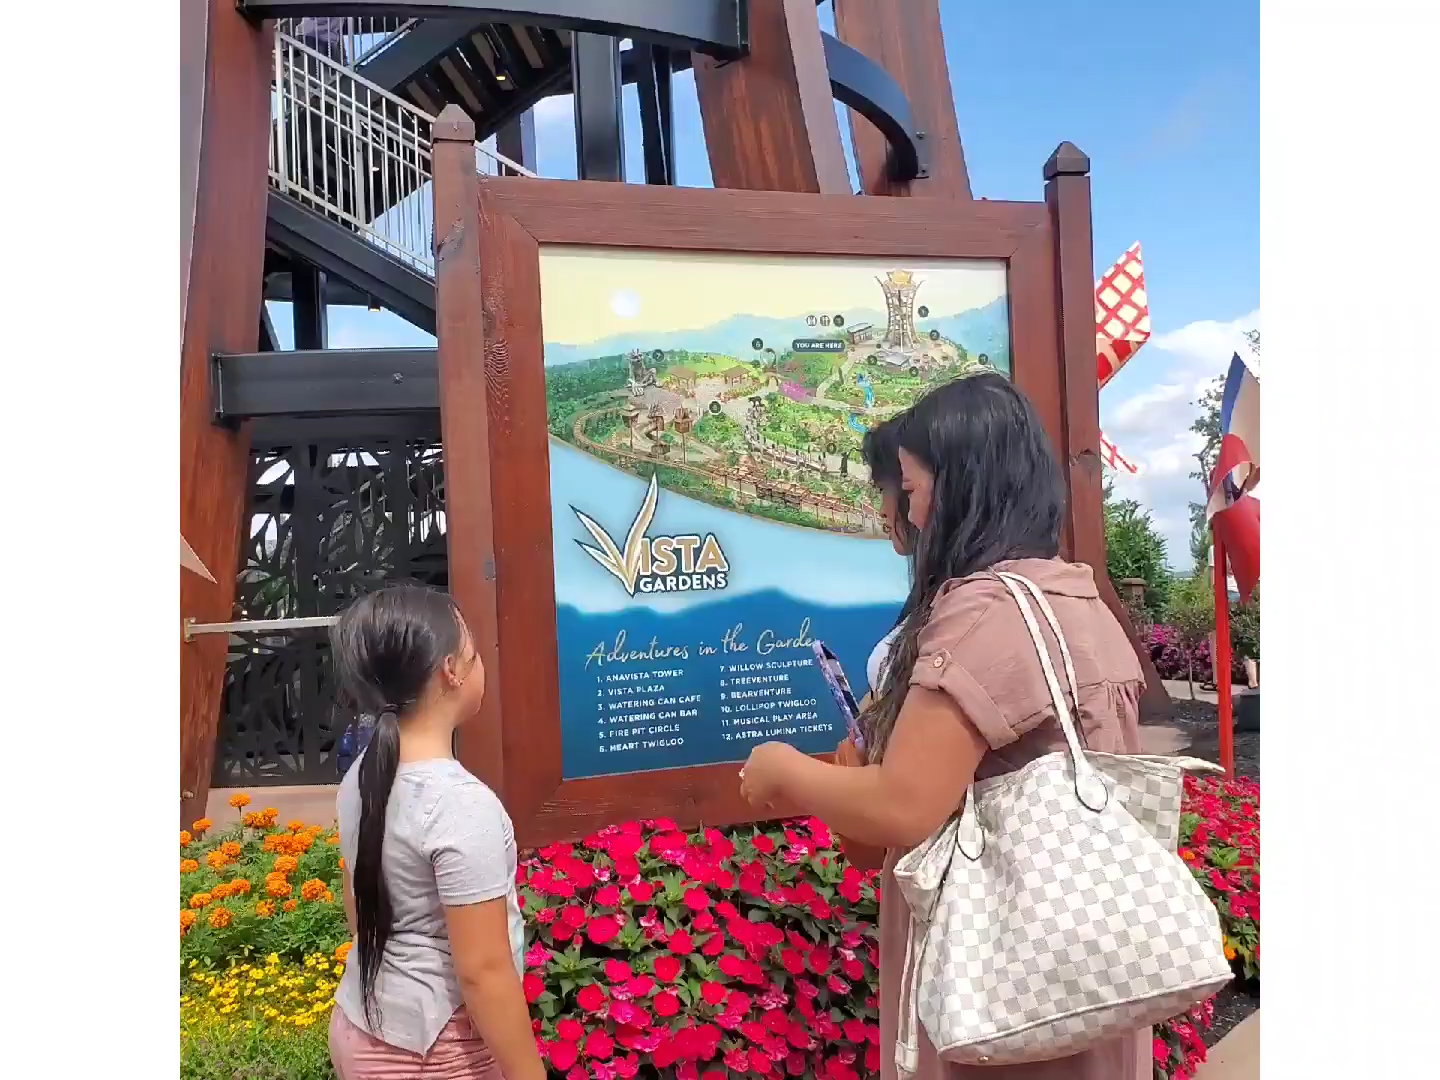 YOU ARE HERE
VISTA
GARDENS
Adventures in the Garden
1. ANAVISTA TOWER
2. VISTA PLAZA
3. WATERING CAN CAFE
4. WATERING CAN BAR
5. FIRE PIT CIRCLE
6. HEART TWIGLOO
7. WILLOW SCULPTURE
8. TREEVENTURE
9. BEARVENTURE
10. LOLLIPOP TWIGLOO
11. MUSICAL PLAY AREA
12. ASTRA LUMINA TICKETS